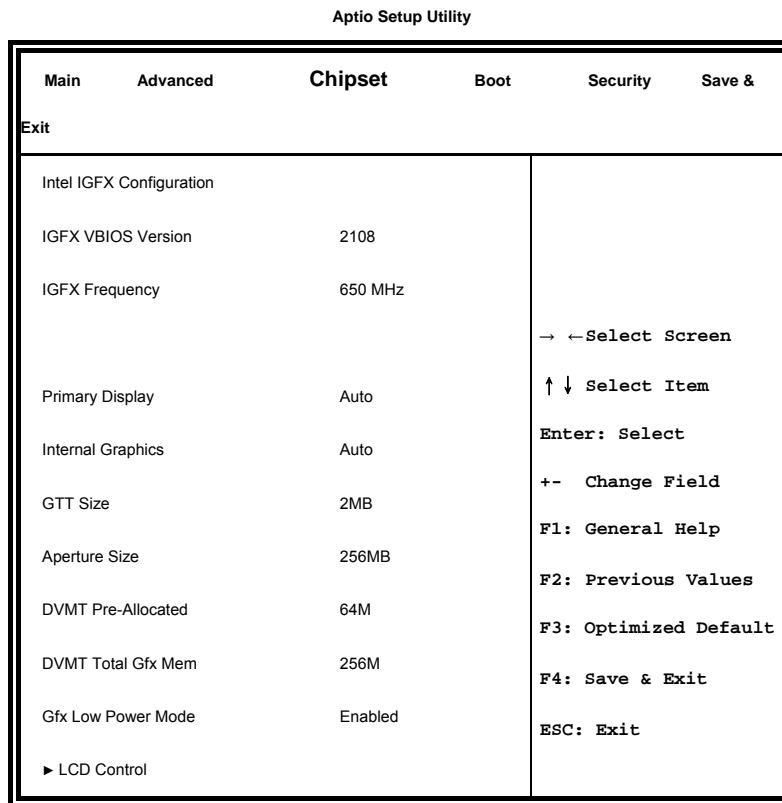 Aptio Setup Utility
Main Advanced Chipset Boot Security Save &
Exit
Intel IGFX Configuration
IGFX VBIOS Version 2108
IGFX Frequency 650 MHz
Primary Display Auto
Internal Graphics Auto
GTT Size 2MB
Aperture Size 256MB
DVMT Pre-Allocated 64M
DVMT Total Gfx Mem 256M
Gfx Low Power Mode Enabled
► LCD Control
→ ←Select Screen
↑↓ Select Item
Enter: Select
+- Change Field
F1: General Help
F2: Previous Values
F3: Optimized Default
F4: Save & Exit
ESC: Exit